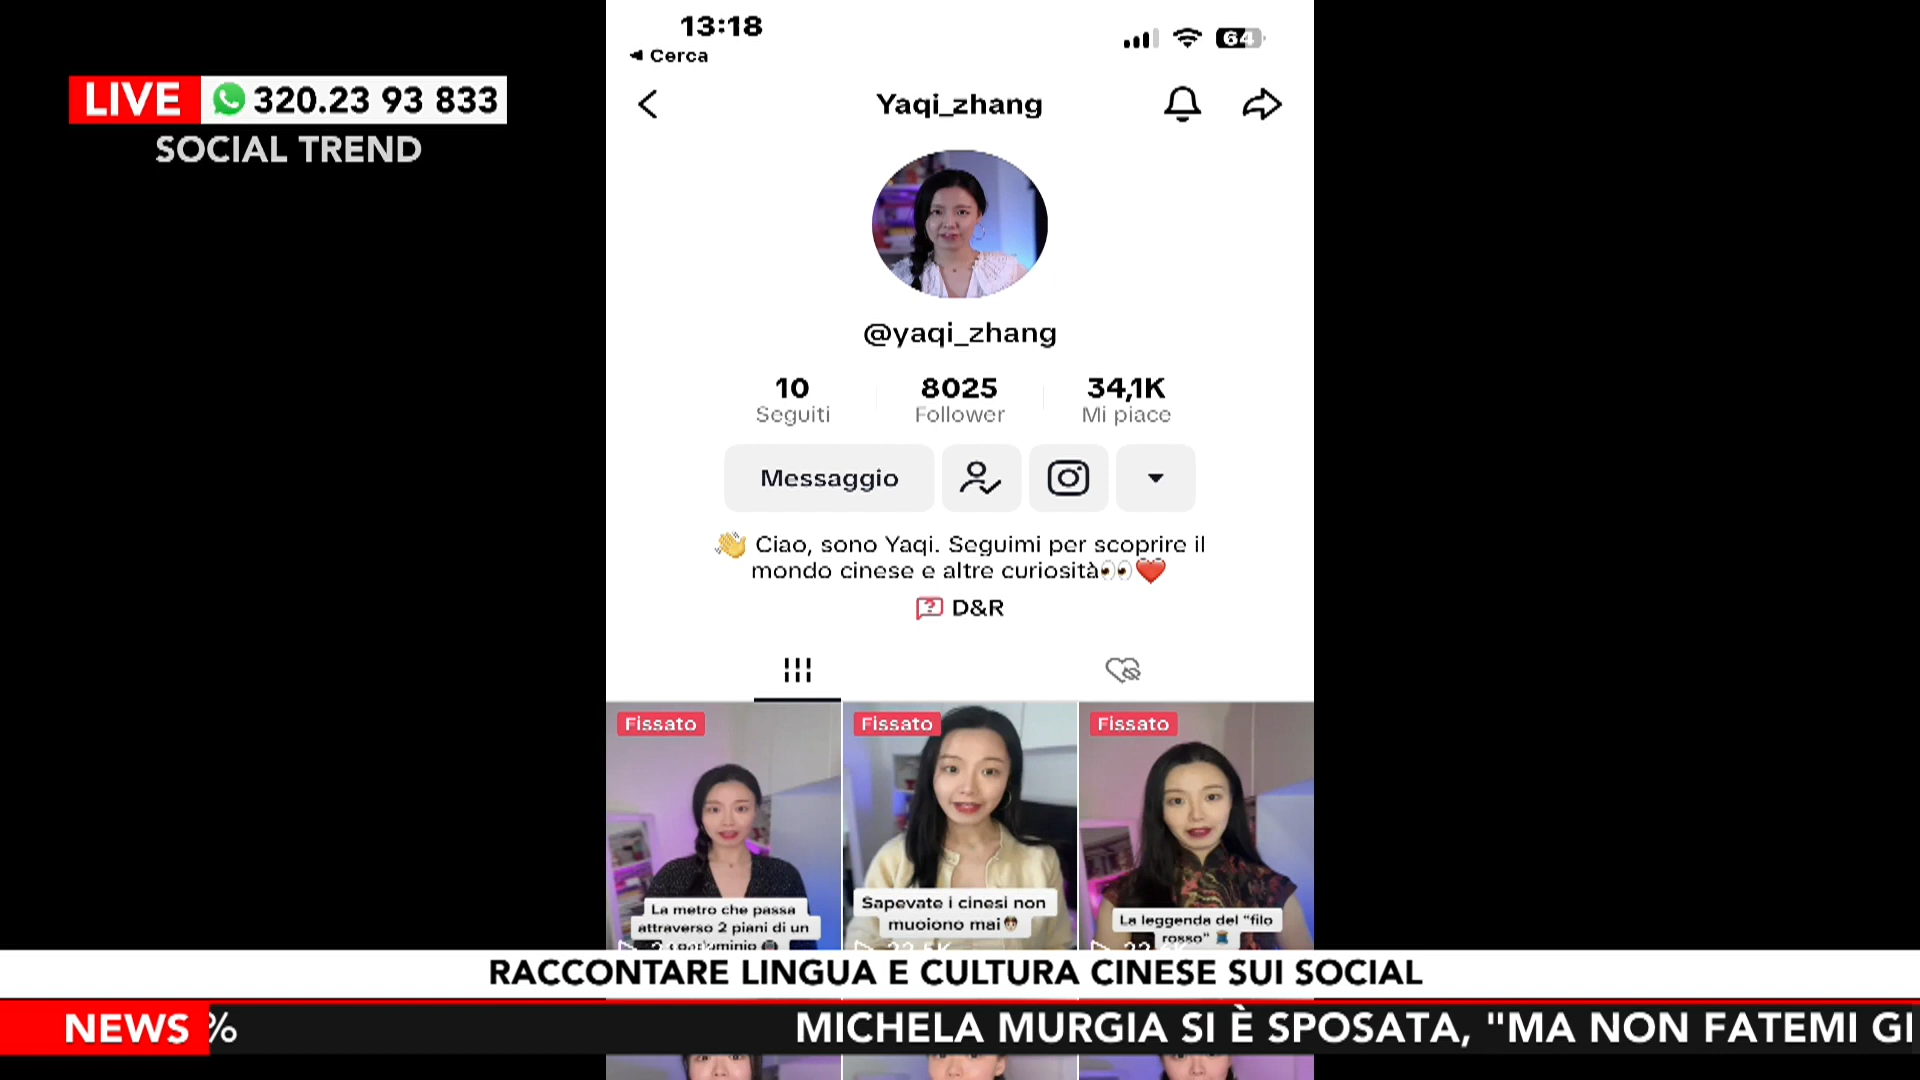 13:18
Cerca
64
LIVE 320.23 93 833
SOCIAL TREND
Yaqi_zhang
@yaqi_zhang
10 8025 34,1K
Seguiti Follower Mi piace
Messaggio
👋 Ciao, sono Yaqi. Seguimi per scoprire il
mondo cinese e altre curiosità👀❤️
D&R
Fissato
La metro che passa
attraverso 2 piani di un
condominio
Fissato
Sapevate i cinesi non
muoiono mai
Fissato
La leggenda del "filo
rosso"
RACCONTARE LINGUA E CULTURA CINESE SUI SOCIAL
NEWS % MICHELA MURGIA SI È SPOSATA, "MA NON FATEMI GI